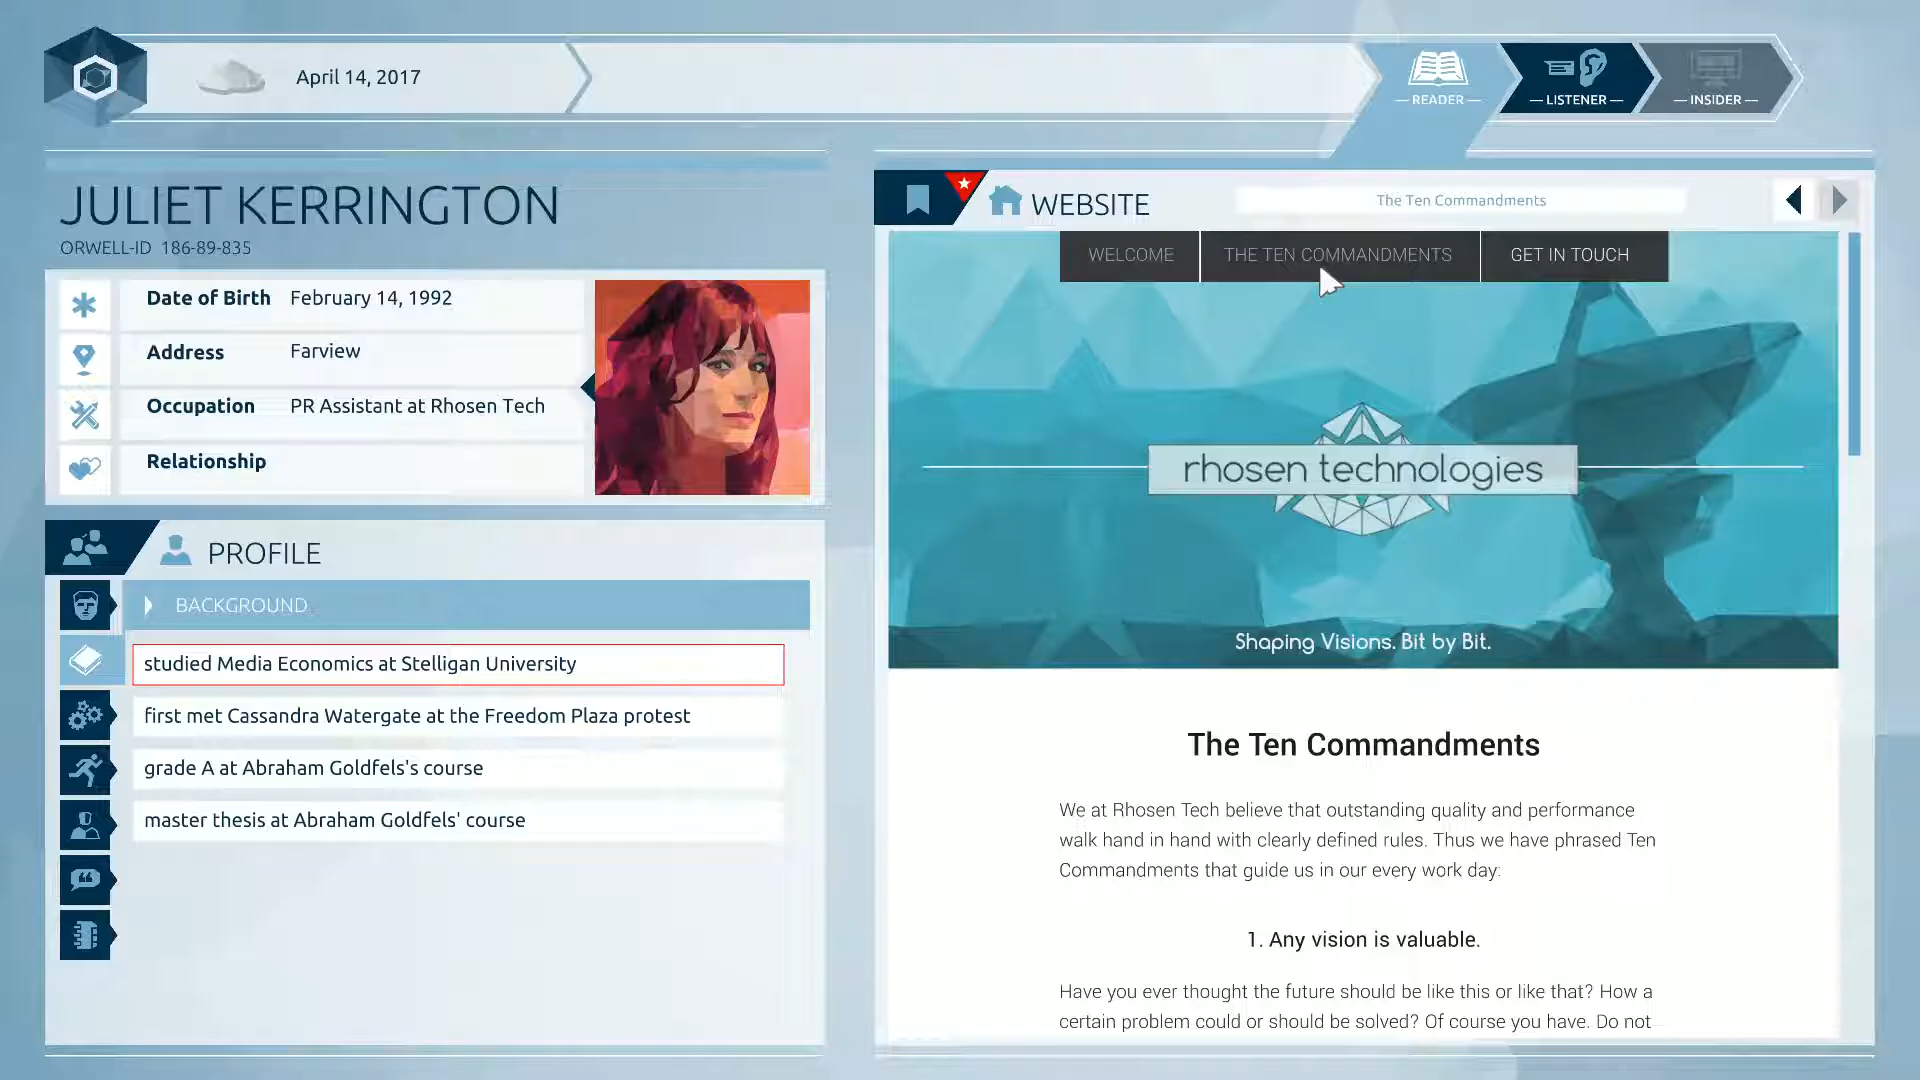 April 14, 2017
READER
LISTENER
INSIDER
JULIET KERRINGTON
ORWELL-ID 186-89-835
Date of Birth February 14, 1992
Address Farview
Occupation PR Assistant at Rhosen Tech
Relationship
PROFILE
BACKGROUND
studied Media Economics at Stelligan University
first met Cassandra Watergate at the Freedom Plaza protest
grade A at Abraham Goldfels's course
master thesis at Abraham Goldfels' course
WEBSITE
The Ten Commandments
WELCOME
THE TEN COMMANDMENTS
GET IN TOUCH
rhosen technologies
Shaping Visions. Bit by Bit.
The Ten Commandments
We at Rhosen Tech believe that outstanding quality and performance
walk hand in hand with clearly defined rules. Thus we have phrased Ten
Commandments that guide us in our every work day:
1. Any vision is valuable.
Have you ever thought the future should be like this or like that? How a
certain problem could or should be solved? Of course you have. Do not